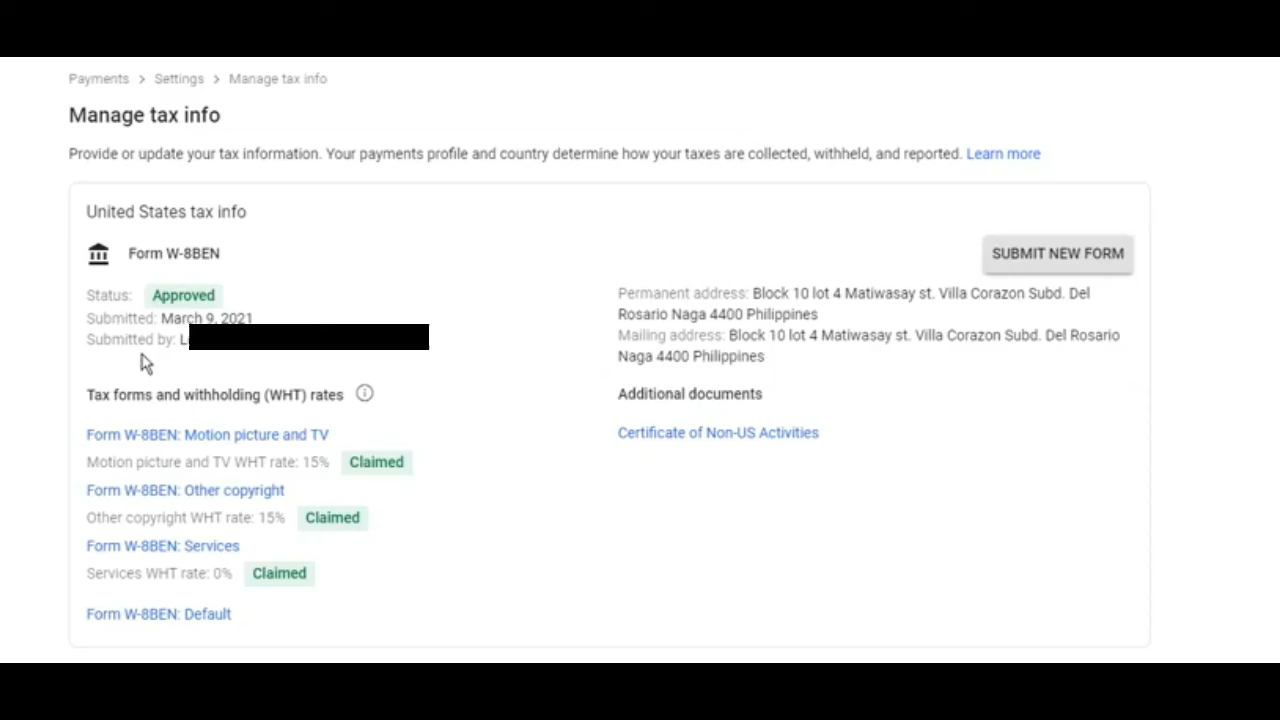 Payments > Settings > Manage tax info
Manage tax info
Provide or update your tax information. Your payments profile and country determine how your taxes are collected, withheld, and reported. Learn more
United States tax info
Form W-8BEN
SUBMIT NEW FORM
Status: Approved
Submitted: March 9, 2021
Submitted by:
Permanent address: Block 10 lot 4 Matiwasay st. Villa Corazon Subd. Del
Rosario Naga 4400 Philippines
Mailing address: Block 10 lot 4 Matiwasay st. Villa Corazon Subd. Del Rosario
Naga 4400 Philippines
Tax forms and withholding (WHT) rates
Form W-8BEN: Motion picture and TV
Motion picture and TV WHT rate: 15% Claimed
Form W-8BEN: Other copyright
Other copyright WHT rate: 15% Claimed
Form W-8BEN: Services
Services WHT rate: 0% Claimed
Form W-8BEN: Default
Additional documents
Certificate of Non-US Activities